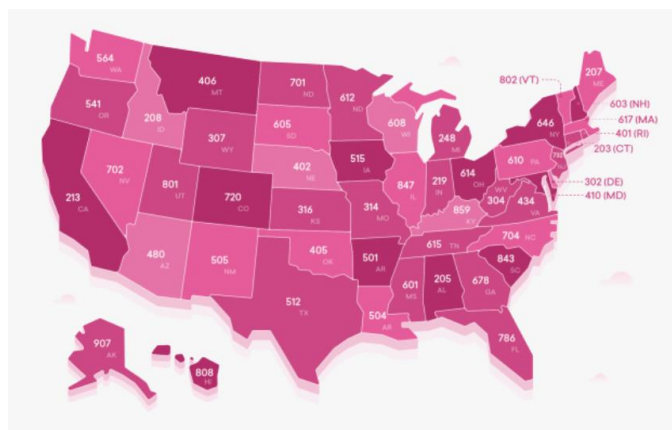 564
WA
541
OR
208
ID
406
MT
701
ND
612
ND
605
SD
307
WY
402
NE
608
WI
248
MI
515
IA
847
IL
219
IN
614
OH
610 PA
646
NY
207
ME
802 (VT)
603 (NH)
617 (MA)
401 (RI)
203 (CT)
NJ
302 (DE)
410 (MD)
213
CA
702
NV
801
UT
720
CO
316
KS
314
MO
859
KY
WV
304
434
VA
704 NC
615 TN
843
SC
480
AZ
505
NM
405
OK
501
AR
512
TX
504
AR
601
MS
205
AL
678
GA
786
FL
907
AK
808
HI